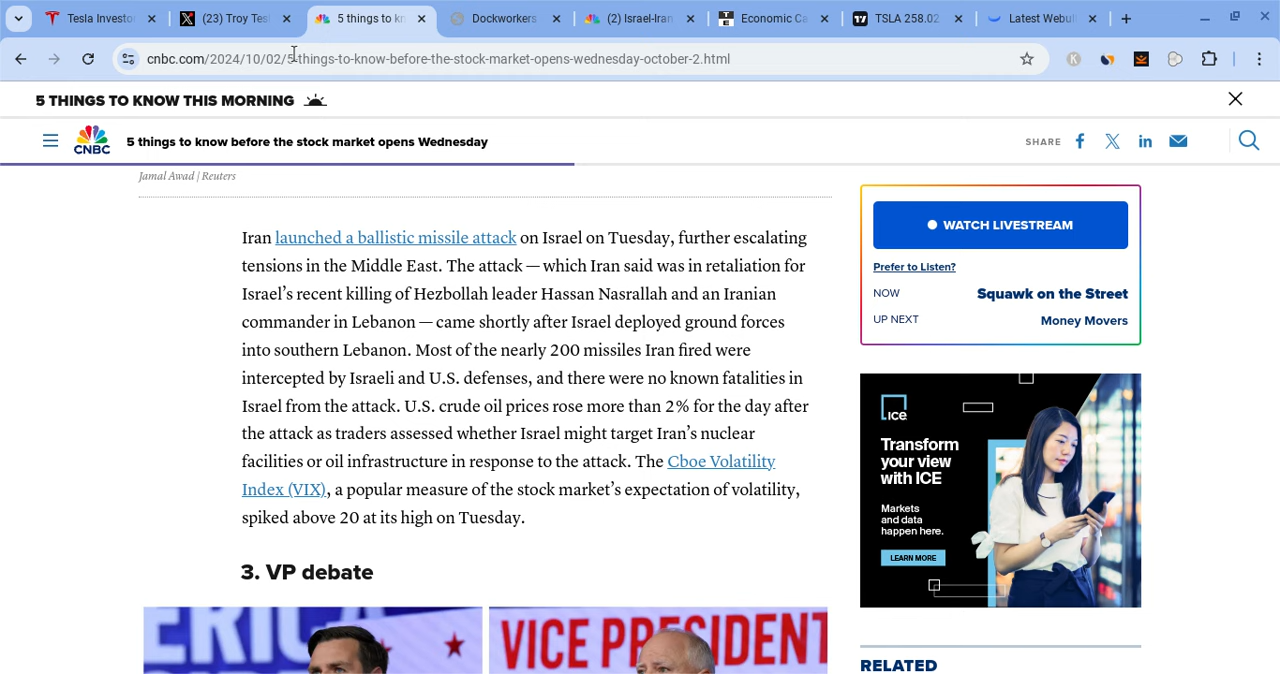 Tesla Investo
(23) Troy Tes
5 things to kn
Dockworkers
(2) Israel-Iran
Economic Ca
TSLA 258.02
Latest Webul
cnbc.com/2024/10/02/5-things-to-know-before-the-stock-market-opens-wednesday-october-2.html
5 THINGS TO KNOW THIS MORNING
CNBC
5 things to know before the stock market opens Wednesday
SHARE
Jamal Awad | Reuters
Iran launched a ballistic missile attack on Israel on Tuesday, further escalating
tensions in the Middle East. The attack — which Iran said was in retaliation for
Israel's recent killing of Hezbollah leader Hassan Nasrallah and an Iranian
commander in Lebanon — came shortly after Israel deployed ground forces
into southern Lebanon. Most of the nearly 200 missiles Iran fired were
intercepted by Israeli and U.S. defenses, and there were no known fatalities in
Israel from the attack. U.S. crude oil prices rose more than 2% for the day after
the attack as traders assessed whether Israel might target Iran's nuclear
facilities or oil infrastructure in response to the attack. The Cboe Volatility
Index (VIX), a popular measure of the stock market's expectation of volatility,
spiked above 20 at its high on Tuesday.
3. VP debate
ERIC
VICE PRESIDENT
WATCH LIVESTREAM
Prefer to Listen?
NOW
Squawk on the Street
UP NEXT
Money Movers
ICE
Transform
your view
with ICE
Markets
and data
happen here.
LEARN MORE
RELATED